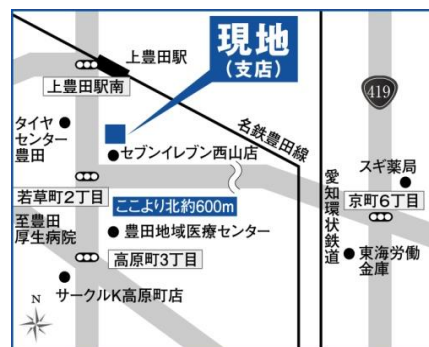 上豊田駅
現地
(支店)
上豊田駅南
名鉄豊田線
419
タイヤ
センター
豊田
セブンイレブン西山店
スギ薬局
若草町2丁目
ここより北約600m
愛知環状鉄道
京町6丁目
至豊田
厚生病院
豊田地域医療センター
高原町3丁目
東海労働
金庫
サークルK高原町店
N